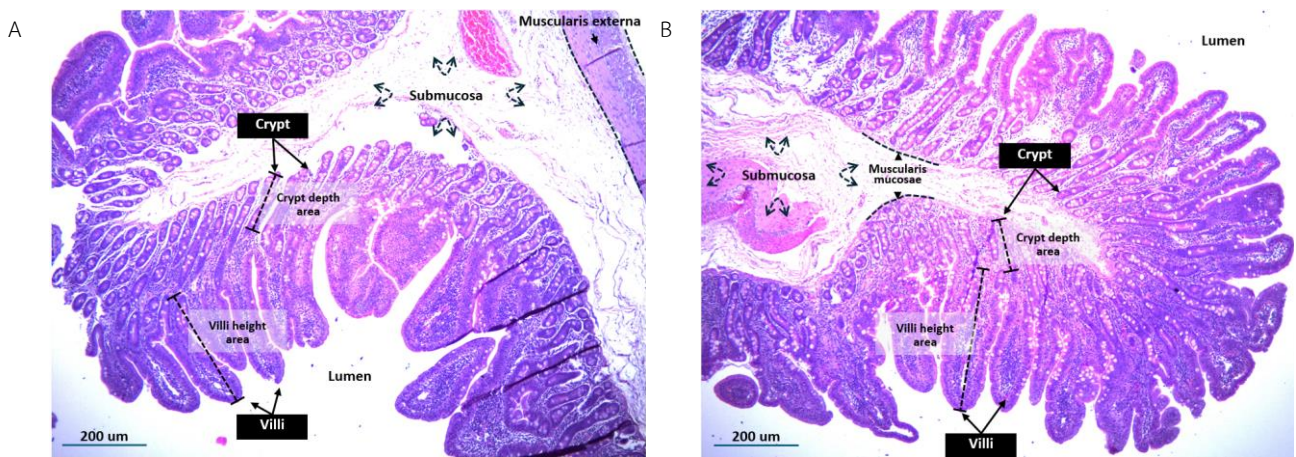 A
Muscularis externa
Submucosa
Crypt
Crypt depth
area
Villi height
area
Lumen
Villi
200 um
B
Lumen
Crypt
Muscularis
mucosae
Submucosa
Crypt depth
area
Villi height
area
Villi
200 um